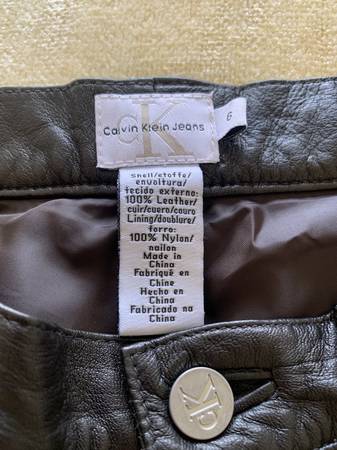 cK
Calvin Klein Jeans
6
Shell/stoffe/
envoltura/
tecido externo:
100% Leather/
cuir/cuero/couro
Lining/doublure/
forro:
100% Nylon/
nailon
Made in
China
Fabriqué en
Chine
Hecho en
China
Fabricado na
China
cK